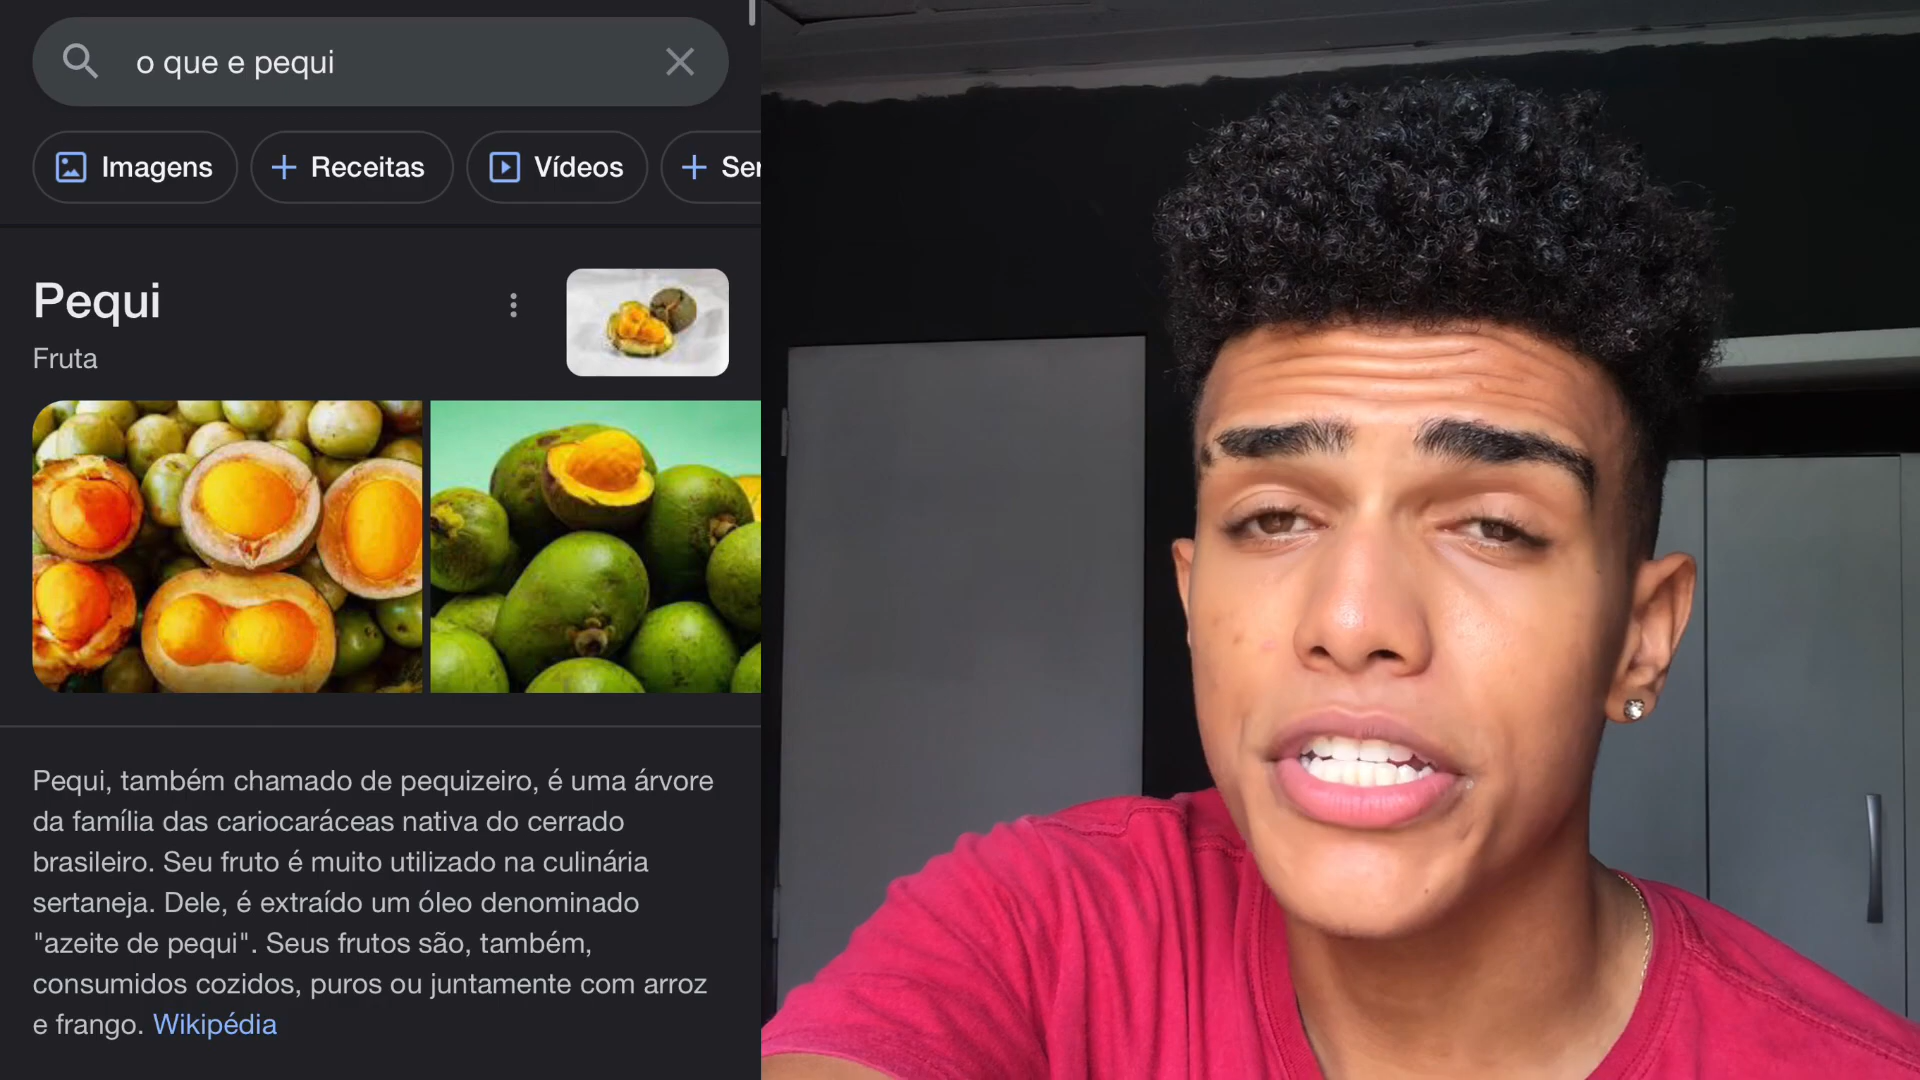 o que e pequi
Imagens
Receitas
Vídeos
Pequi
Fruta
Pequi, também chamado de pequizeiro, é uma árvore
da família das cariocaráceas nativa do cerrado
brasileiro. Seu fruto é muito utilizado na culinária
sertaneja. Dele, é extraído um óleo denominado
"azeite de pequi". Seus frutos são, também,
consumidos cozidos, puros ou juntamente com arroz
e frango. Wikipédia